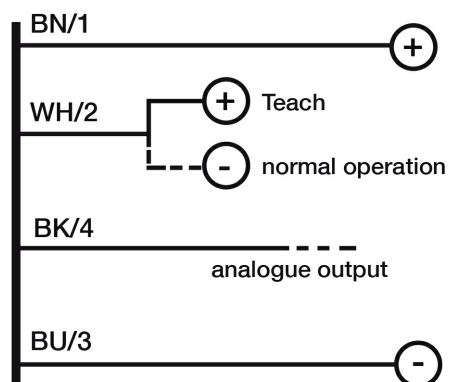 BN/1
+
WH/2
+ Teach
- normal operation
BK/4
analogue output
BU/3
-